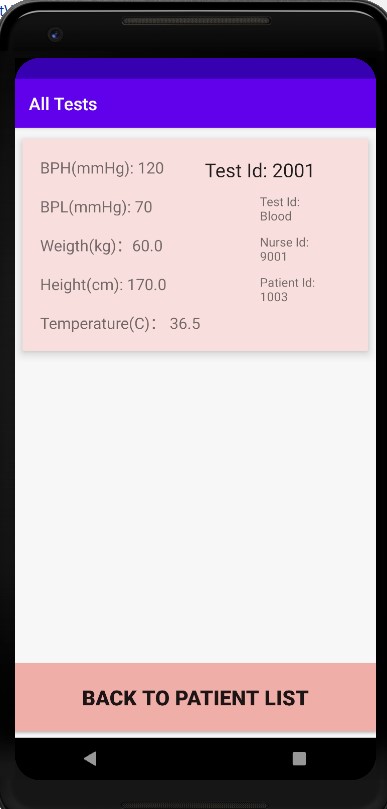 All Tests
BPH(mmHg): 120
Test Id: 2001
BPL(mmHg): 70
Test Id:
Blood
Weigth(kg): 60.0
Nurse Id:
9001
Height(cm): 170.0
Patient Id:
1003
Temperature(C): 36.5
BACK TO PATIENT LIST